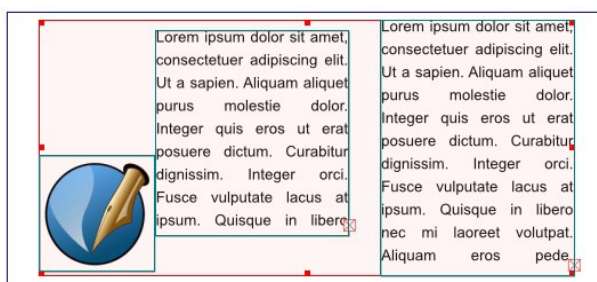 Lorem ipsum dolor sit amet,
consectetuer adipiscing elit.
Ut a sapien. Aliquam aliquet
purus molestie dolor.
Integer quis eros ut erat
posuere dictum. Curabitur
dignissim. Integer orci.
Fusce vulputate lacus at
ipsum. Quisque in libero
Lorem ipsum dolor sit amet,
consectetuer adipiscing elit.
Ut a sapien. Aliquam aliquet
purus molestie dolor.
Integer quis eros ut erat
posuere dictum. Curabitur
dignissim. Integer orci.
Fusce vulputate lacus at
ipsum. Quisque in libero
nec mi laoreet volutpat.
Aliquam eros pede,